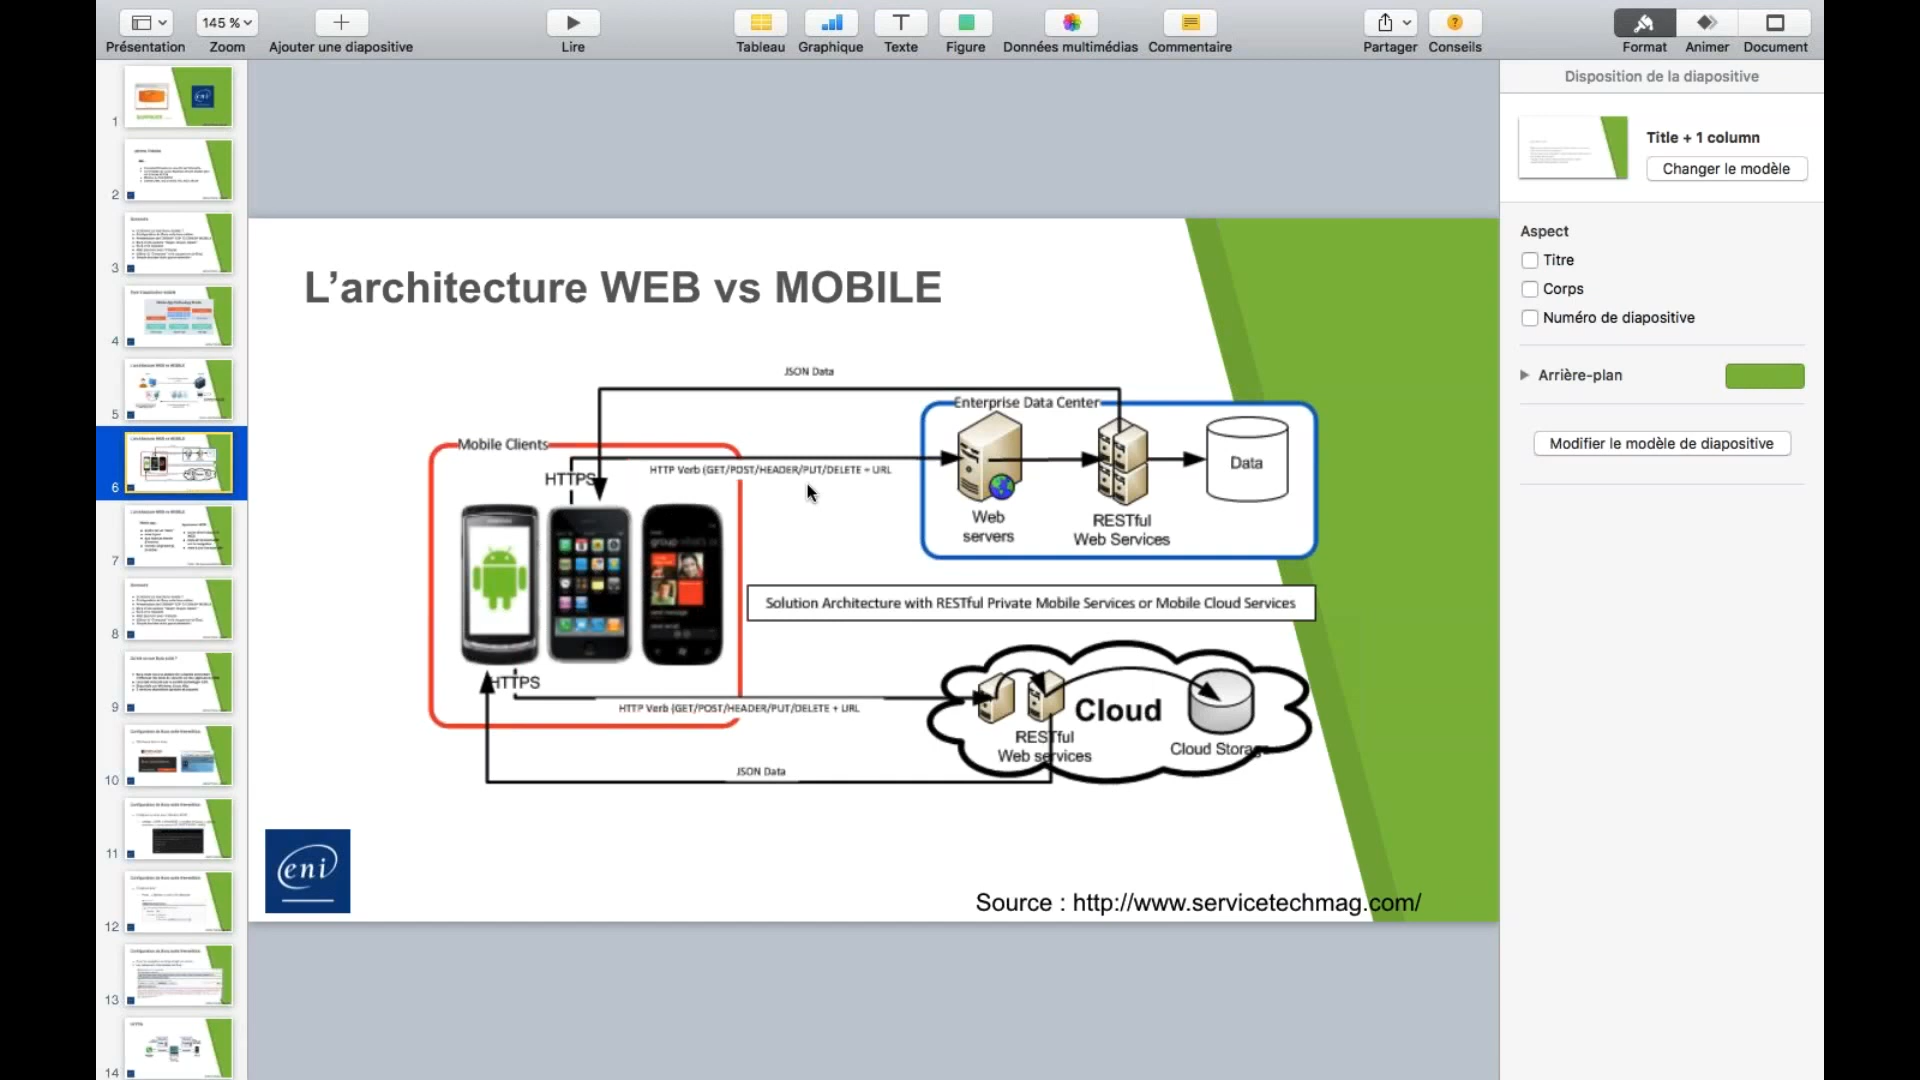 145 %
Présentation
Zoom
Ajouter une diapositive
Lire
Tableau
Graphique
Texte
Figure
Données multimédias
Commentaire
Partager
Conseils
Format
Animer
Document
1
2
3
4
5
6
7
8
9
10
11
12
13
14
L’architecture WEB vs MOBILE
JSON Data
Enterprise Data Center
Mobile Clients
HTTPS
HTTP Verb (GET/POST/HEADER/PUT/DELETE + URL
Data
Web
servers
RESTful
Web Services
Solution Architecture with RESTful Private Mobile Services or Mobile Cloud Services
HTTPS
HTTP Verb (GET/POST/HEADER/PUT/DELETE + URL
Cloud
RESTful
Web services
Cloud Storage
JSON Data
eni
Source : http://www.servicetechmag.com/
Disposition de la diapositive
Title + 1 column
Changer le modèle
Aspect
Titre
Corps
Numéro de diapositive
Arrière-plan
Modifier le modèle de diapositive